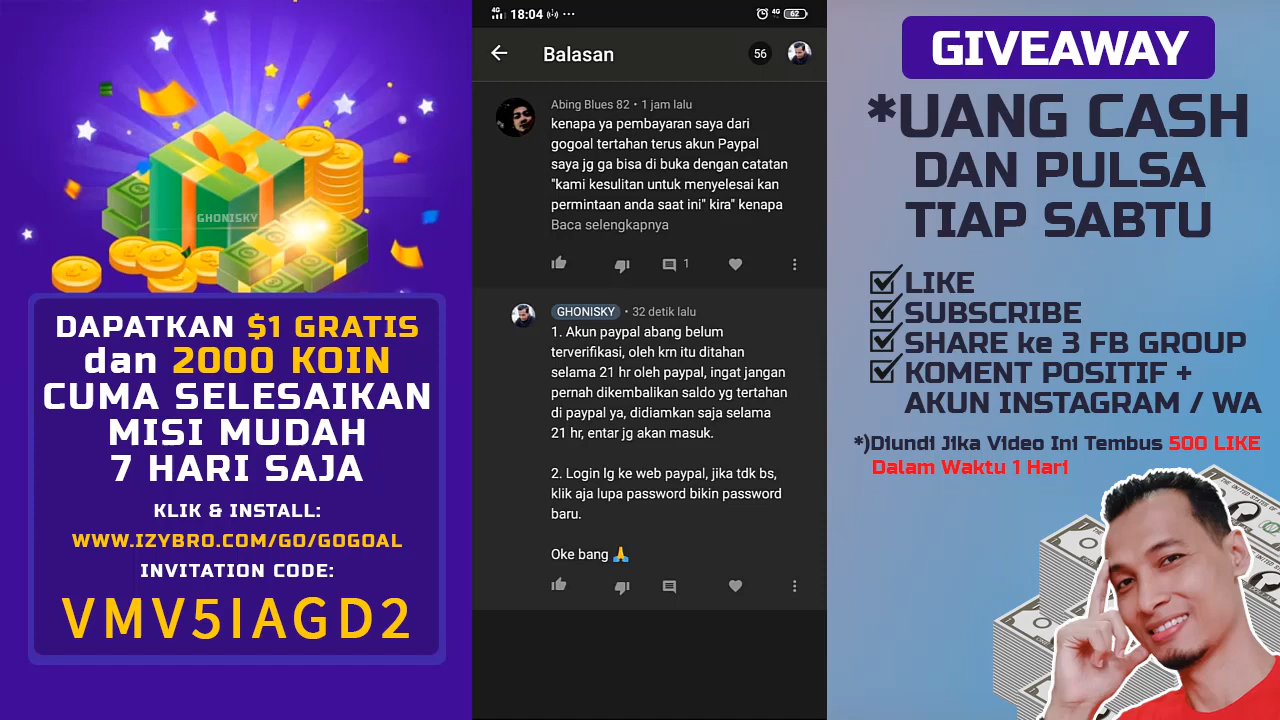 GHONISKY
DAPATKAN $1 GRATIS
dan 2000 KOIN
CUMA SELESAIKAN
MISI MUDAH
7 HARI SAJA
KLIK & INSTALL:
WWW.IZYBRO.COM/GO/GOGOAL
INVITATION CODE:
VMV5IAGD2
4G 18:04 4G 62
Balasan 56
Abing Blues 82 • 1 jam lalu
kenapa ya pembayaran saya dari
gogoal tertahan terus akun Paypal
saya jg ga bisa di buka dengan catatan
"kami kesulitan untuk menyelesai kan
permintaan anda saat ini" kira" kenapa
Baca selengkapnya
1
GHONISKY • 32 detik lalu
1. Akun paypal abang belum
terverifikasi, oleh krn itu ditahan
selama 21 hr oleh paypal, ingat jangan
pernah dikembalikan saldo yg tertahan
di paypal ya, didiamkan saja selama
21 hr, entar jg akan masuk.
2. Login lg ke web paypal, jika tdk bs,
klik aja lupa password bikin password
baru.
Oke bang 🙏
GIVEAWAY
*UANG CASH
DAN PULSA
TIAP SABTU
LIKE
SUBSCRIBE
SHARE ke 3 FB GROUP
KOMENT POSITIF +
AKUN INSTAGRAM / WA
*)Diundi Jika Video Ini Tembus 500 LIKE
Dalam Waktu 1 Hari